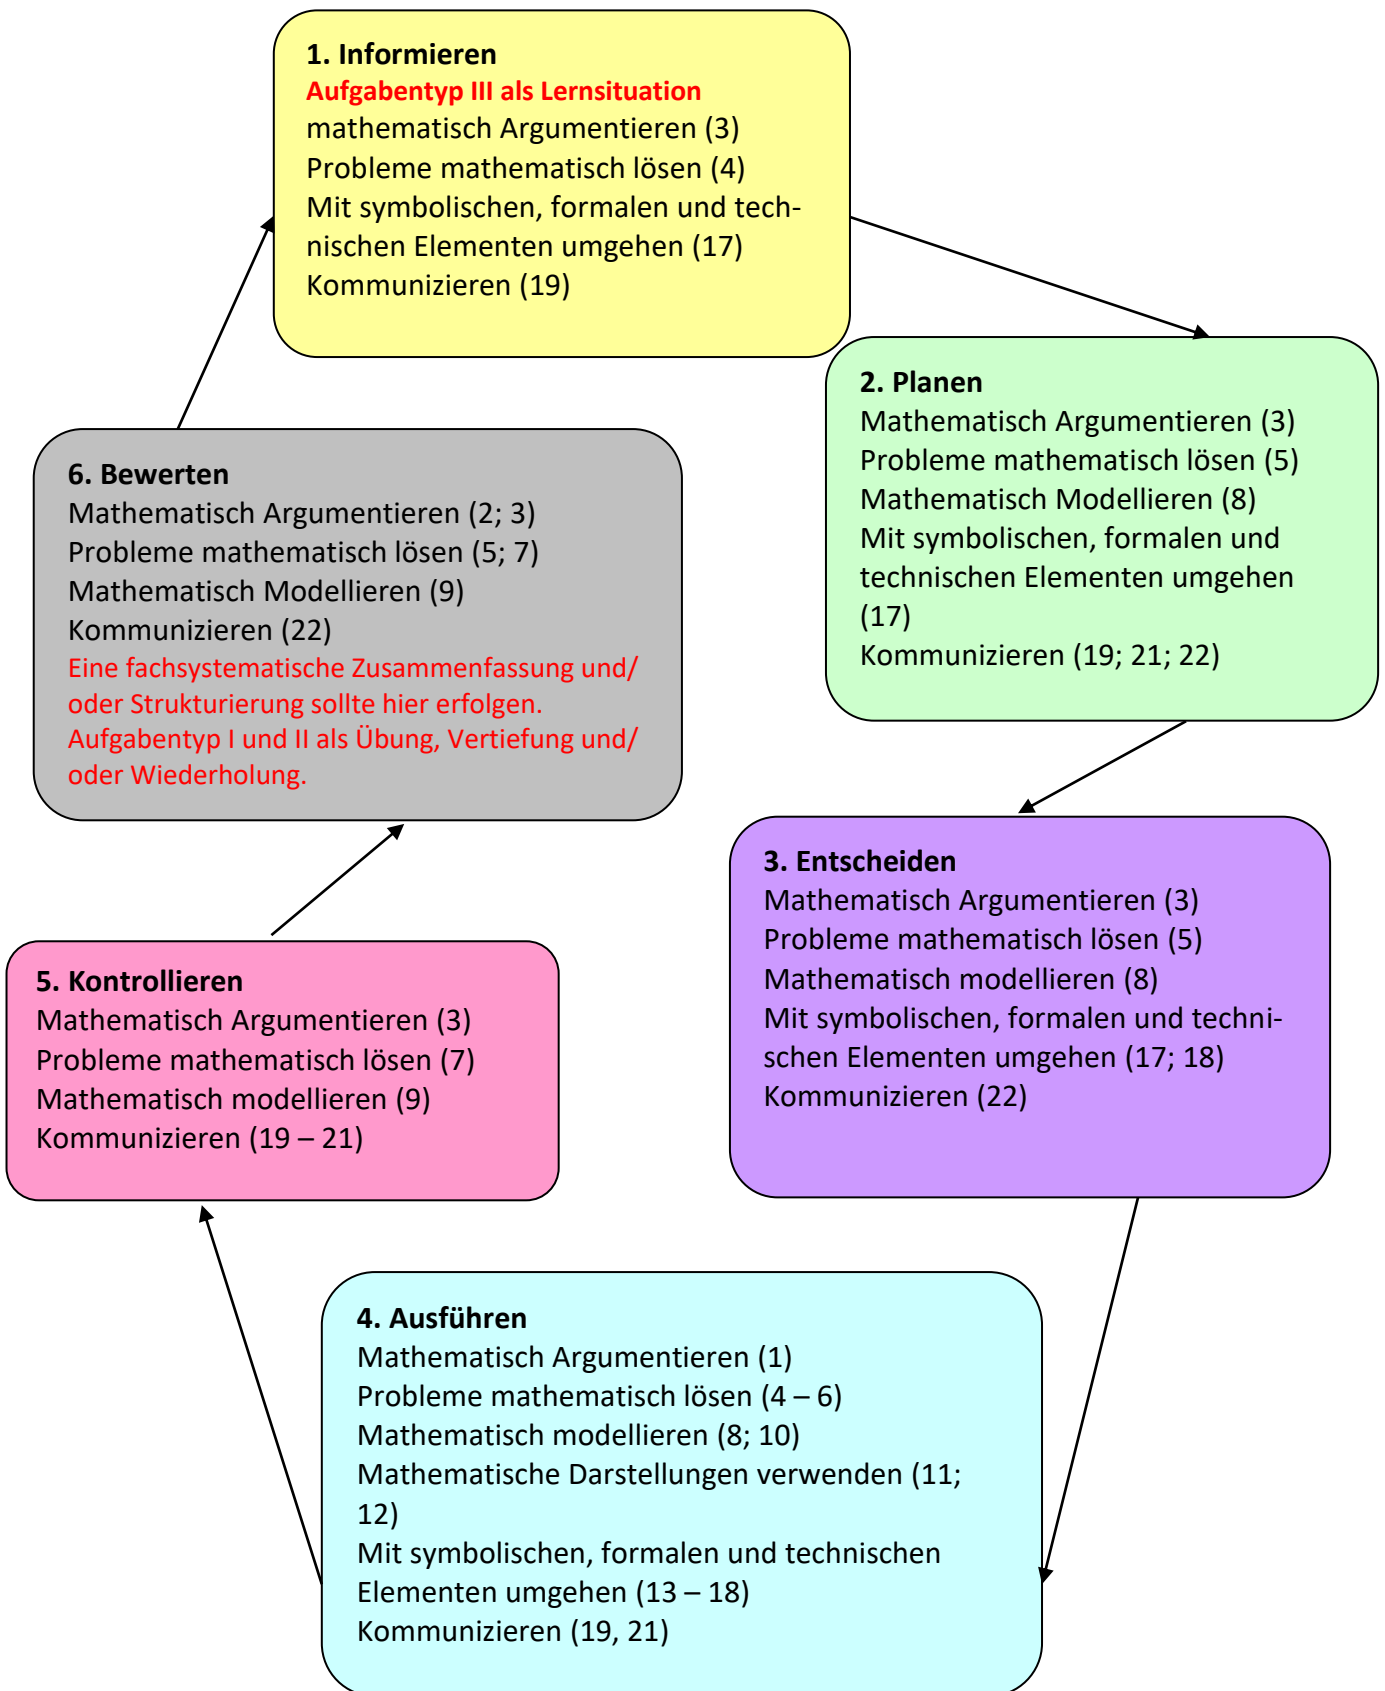 1. Informieren
Aufgabentyp III als Lernsituation
mathematisch Argumentieren (3)
Probleme mathematisch lösen (4)
Mit symbolischen, formalen und tech-
nischen Elementen umgehen (17)
Kommunizieren (19)
2. Planen
Mathematisch Argumentieren (3)
Probleme mathematisch lösen (5)
Mathematisch Modellieren (8)
Mit symbolischen, formalen und
technischen Elementen umgehen
(17)
Kommunizieren (19; 21; 22)
3. Entscheiden
Mathematisch Argumentieren (3)
Probleme mathematisch lösen (5)
Mathematisch modellieren (8)
Mit symbolischen, formalen und techni-
schen Elementen umgehen (17; 18)
Kommunizieren (22)
4. Ausführen
Mathematisch Argumentieren (1)
Probleme mathematisch lösen (4 – 6)
Mathematisch modellieren (8; 10)
Mathematische Darstellungen verwenden (11;
12)
Mit symbolischen, formalen und technischen
Elementen umgehen (13 – 18)
Kommunizieren (19, 21)
5. Kontrollieren
Mathematisch Argumentieren (3)
Probleme mathematisch lösen (7)
Mathematisch modellieren (9)
Kommunizieren (19 – 21)
6. Bewerten
Mathematisch Argumentieren (2; 3)
Probleme mathematisch lösen (5; 7)
Mathematisch Modellieren (9)
Kommunizieren (22)
Eine fachsystematische Zusammenfassung und/
oder Strukturierung sollte hier erfolgen.
Aufgabentyp I und II als Übung, Vertiefung und/
oder Wiederholung.